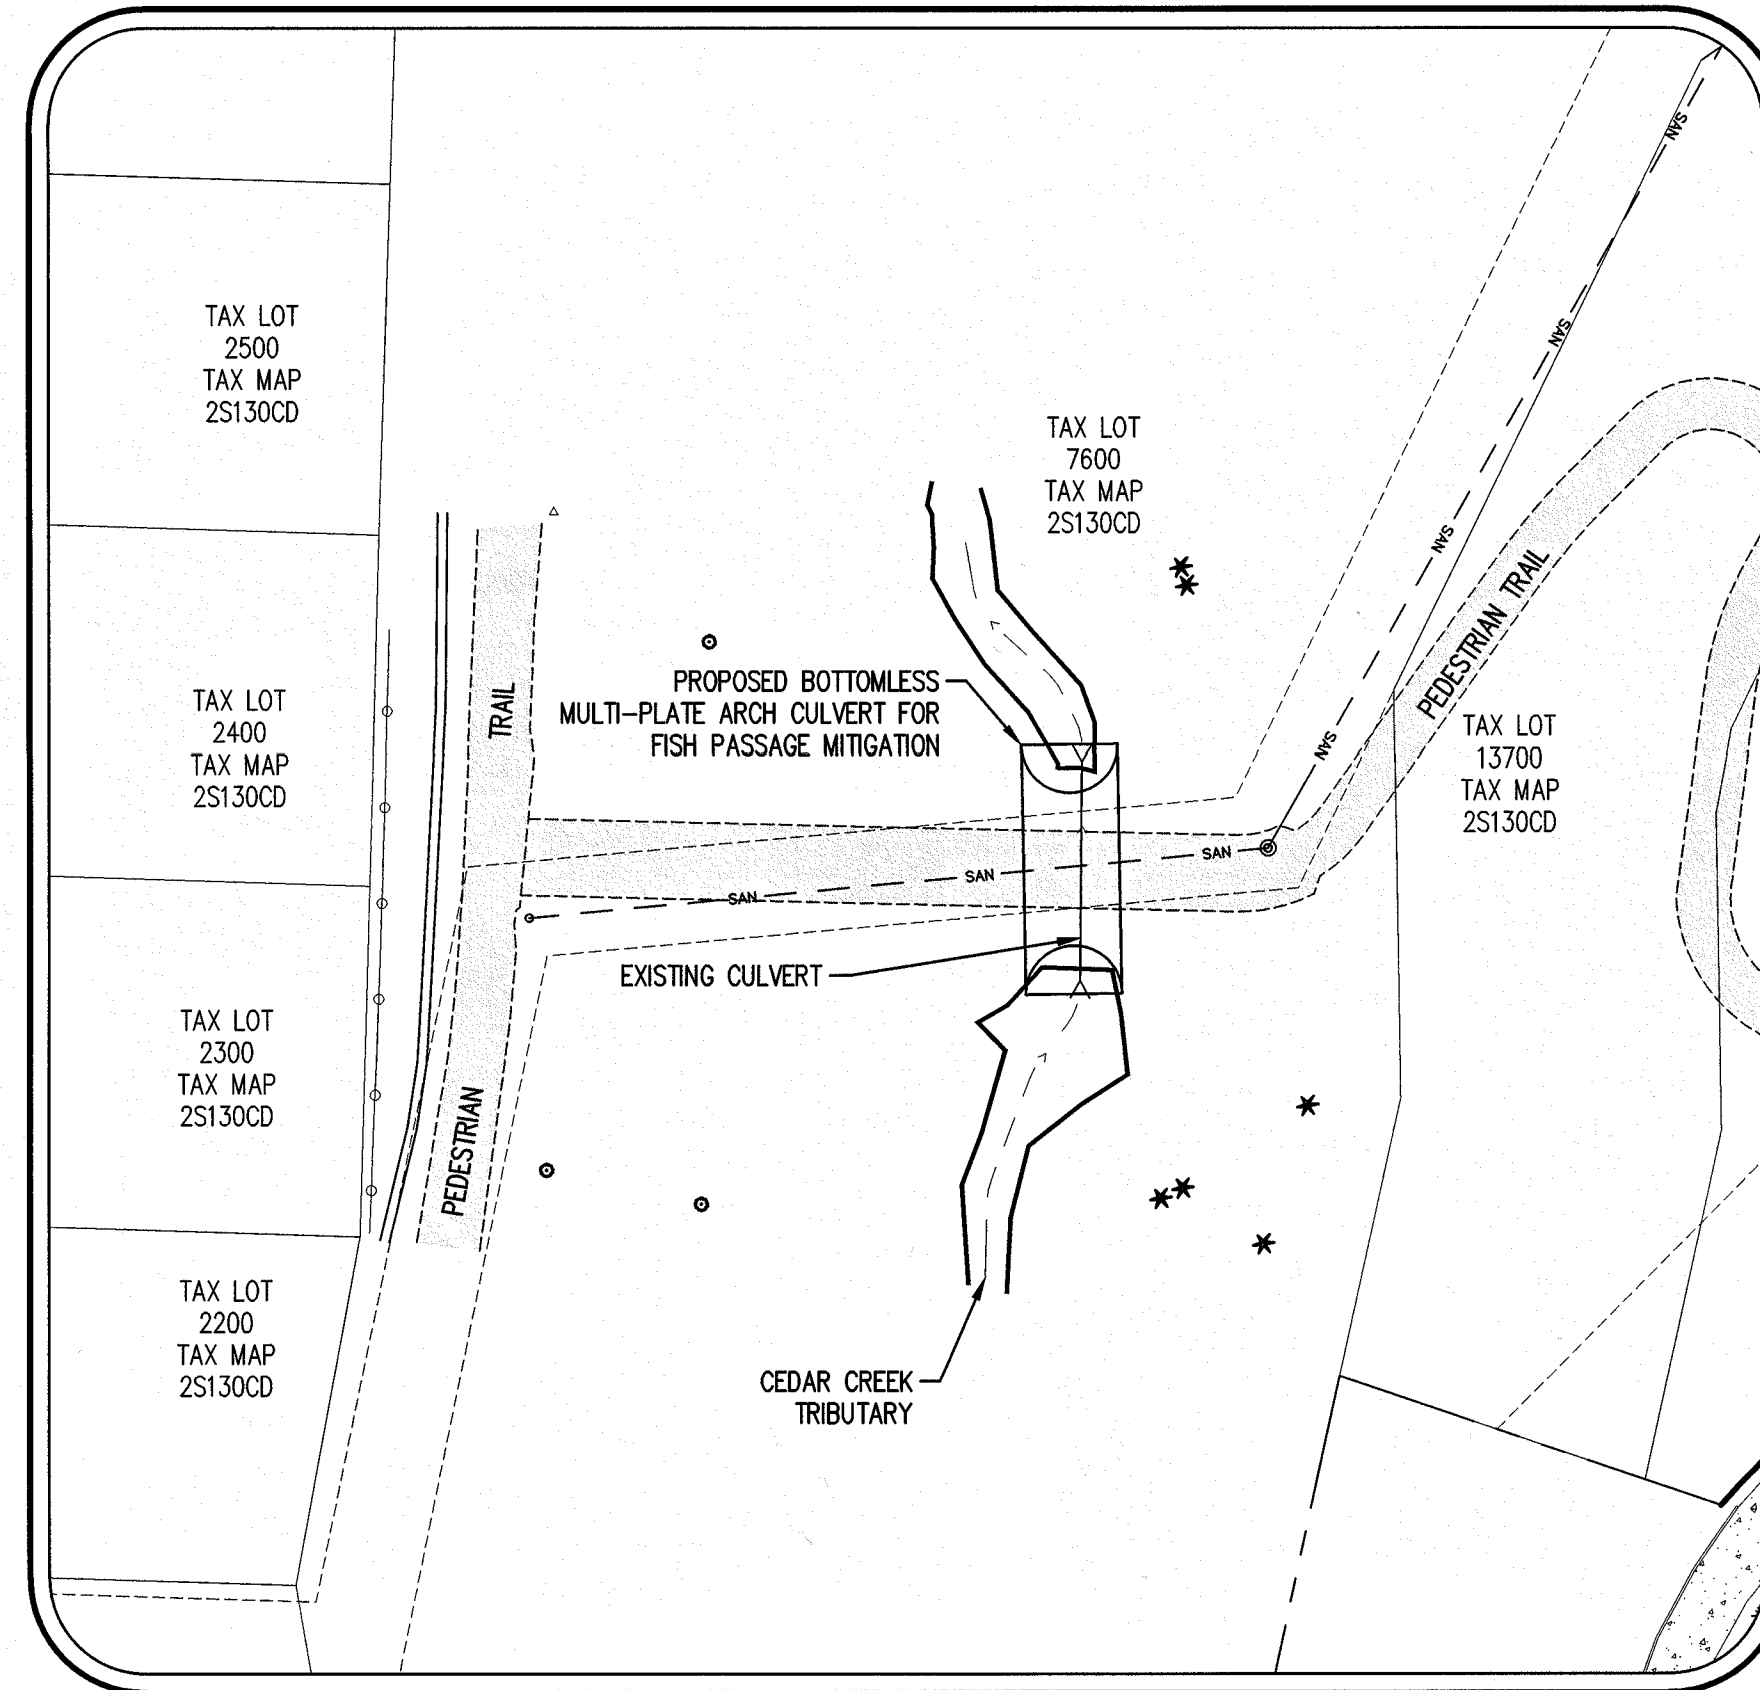 SAN
TAX LOT
2500
TAX MAP
2S130CD
SAN
TAX LOT
7600
TAX MAP
2S130CD
SAN
PEDESTRIAN TRAIL
PROPOSED BOTTOMLESS
MULTI-PLATE ARCH CULVERT FOR
FISH PASSAGE MITIGATION
TRAIL
TAX LOT
2400
TAX MAP
2S130CD
SAN
TAX LOT
13700
TAX MAP
2S130CD
SAN
SAN
SAN
EXISTING CULVERT
TAX LOT
2300
TAX MAP
2S130CD
PEDESTRIAN
TAX LOT
2200
TAX MAP
2S130CD
CEDAR CREEK
TRIBUTARY